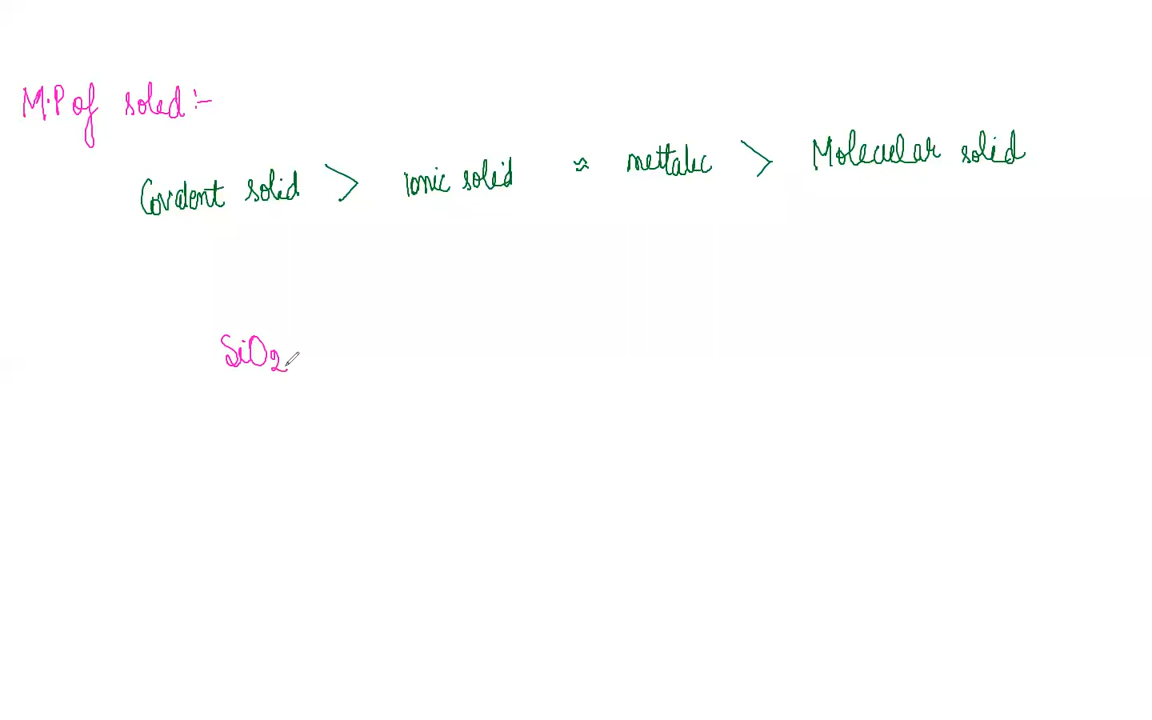 M.P of solid :-
Covalent solid > Ionic solid ≈ mettalic > Molecular solid
SiO2